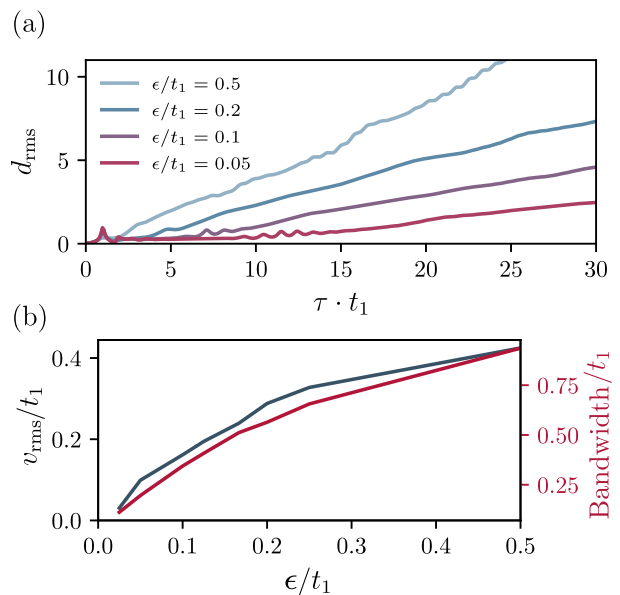 (a)
10
5
0
d_rms
ϵ/t₁ = 0.5
ϵ/t₁ = 0.2
ϵ/t₁ = 0.1
ϵ/t₁ = 0.05
0 5 10 15 20 25 30
τ · t₁
(b)
0.4
0.2
0.0
v_rms/t₁
0.75
0.50
0.25
Bandwidth/t₁
0.0 0.1 0.2 0.3 0.4 0.5
ϵ/t₁